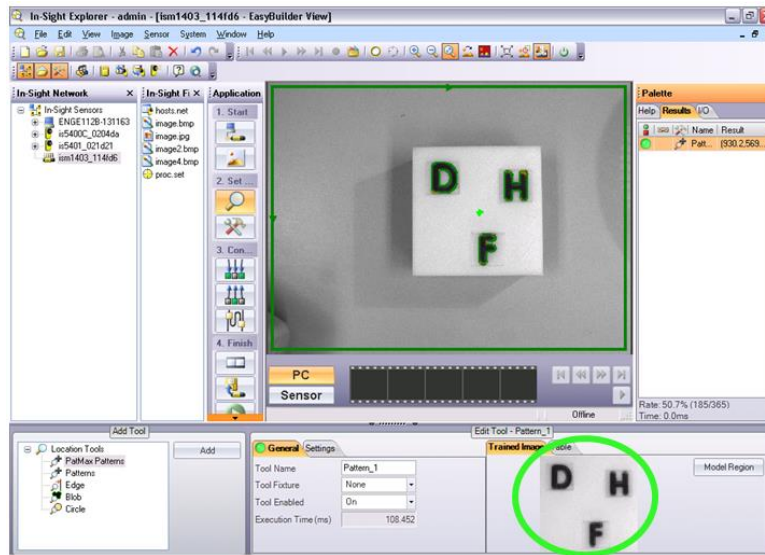 In-Sight Explorer - admin - [ism1403_114fd6 - EasyBuilder View]
File Edit View Image Sensor System Window Help
In-Sight Network
In-Sight Sensors
ENGE112B-131163
is5400C_0204da
is5401_021d21
ism1403_114fd6
In-Sight Fi
hosts.net
image.bmp
image.jpg
image2.bmp
image4.bmp
proc.set
Application
1. Start
2. Set ...
3. Con...
4. Finish
D H
F
PC
Sensor
Offline
Palette
Help Results I/O
Name Result
Patt... (930.2,569...
Rate: 50.7% (185/365)
Time: 0.0ms
Add Tool
Location Tools
PatMax Patterns
Patterns
Edge
Blob
Circle
Add
Edit Tool - Pattern_1
General Settings
Tool Name Pattern_1
Tool Fixture None
Tool Enabled On
Execution Time (ms) 108.452
Trained Image
D H
F
Model Region